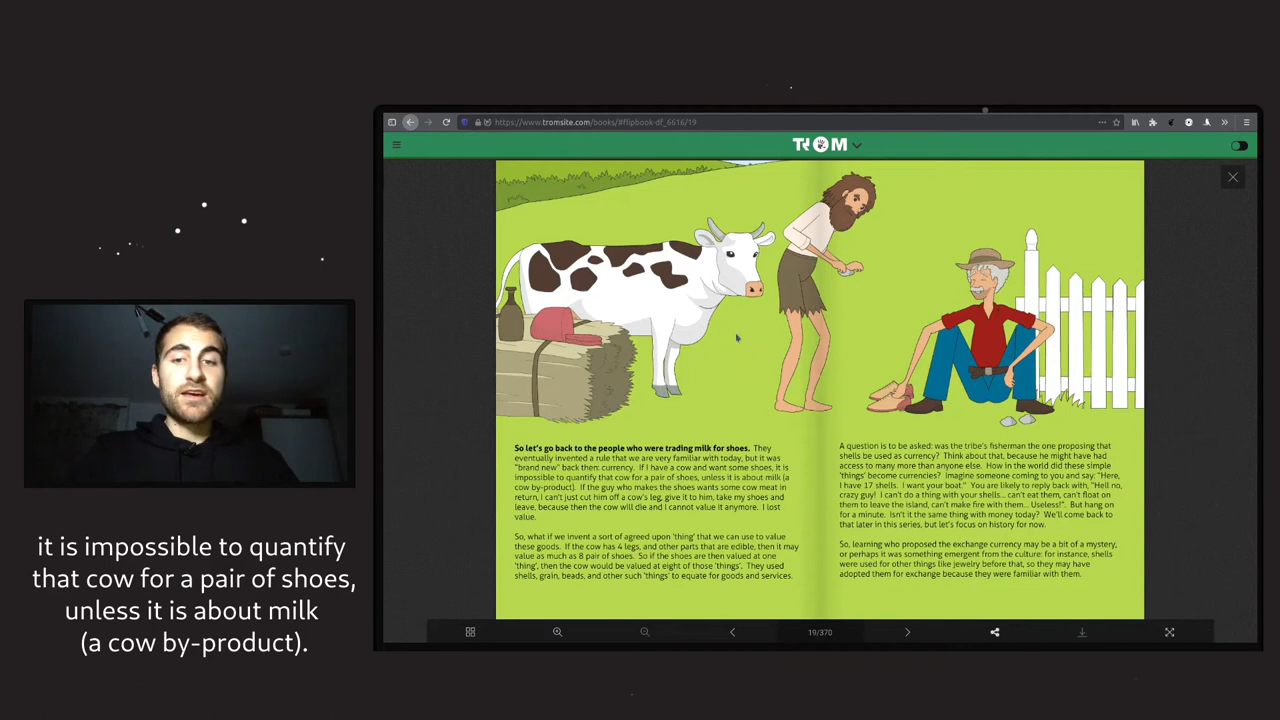 https://www.tromsite.com/books/#flipbook-df_6616/19
TROM
So let's go back to the people who were trading milk for shoes. They
eventually invented a rule that we are very familiar with today, but it was
"brand new" back then: currency. If I have a cow and want some shoes, it is
impossible to quantify that cow for a pair of shoes, unless it is about milk (a
cow by-product). If the guy who makes the shoes wants some cow meat in
return, I can't just cut him off a cow's leg, give it to him, take my shoes and
leave, because then the cow will die and I cannot value it anymore. I lost
value.
So, what if we invent a sort of agreed upon 'thing' that we can use to value
these goods. If the cow has 4 legs, and other parts that are edible, then it may
value as much as 8 pair of shoes. So if the shoes are then valued at one
'thing', then the cow would be valued at eight of those 'things'. They used
shells, grain, beads, and other such 'things' to equate for goods and services.
A question is to be asked: was the tribe's fisherman the one proposing that
shells be used as currency? Think about that, because he might have had
access to many more than anyone else. How in the world did these simple
'things' become currencies? Imagine someone coming to you and say: "Here,
I have 17 shells. I want your boat." You are likely to reply back with, "Hell no,
crazy guy! I can't do a thing with your shells... can't eat them, can't float on
them to leave the island, can't make fire with them... Useless!". But hang on
for a minute. Isn't it the same thing with money today? We'll come back to
that later in this series, but let's focus on history for now.
So, learning who proposed the exchange currency may be a bit of a mystery,
or perhaps it was something emergent from the culture: for instance, shells
were used for other things like jewelry before that, so they may have
adopted them for exchange because they were familiar with them.
19/370
it is impossible to quantify
that cow for a pair of shoes,
unless it is about milk
(a cow by-product).